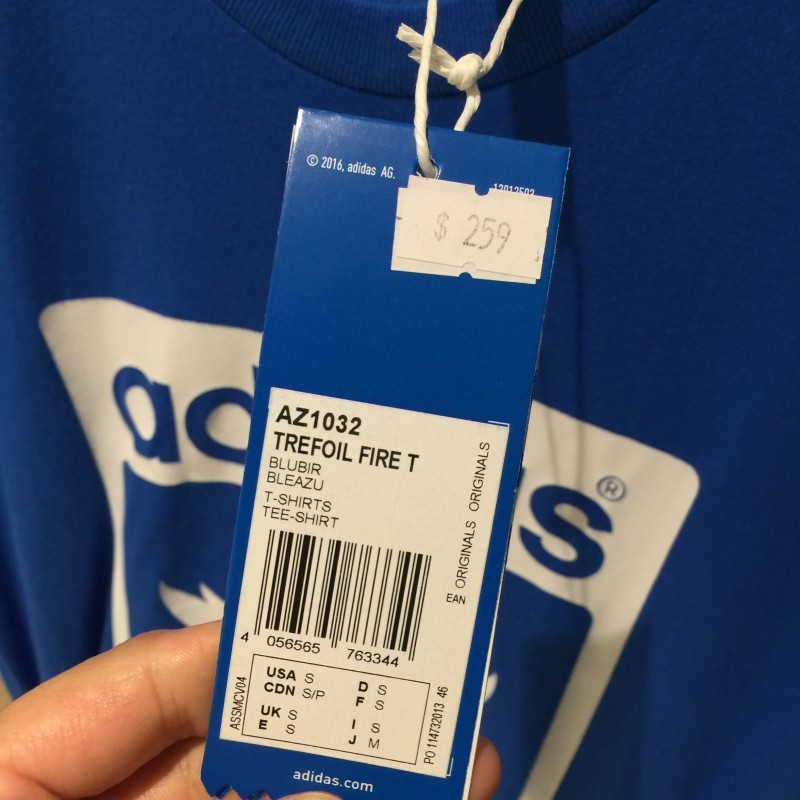 © 2016, adidas AG.
12012503
$ 259
adidas®
AZ1032
TREFOIL FIRE T
BLUBIR
BLEAZU
T-SHIRTS
TEE-SHIRT
EAN ORIGINALS ORIGINALS
4 056565 763344
ASSMCV04
USA S
CDN S/P
UK S
E S
D S
F S
I S
J M
PO 114732013 46
adidas.com